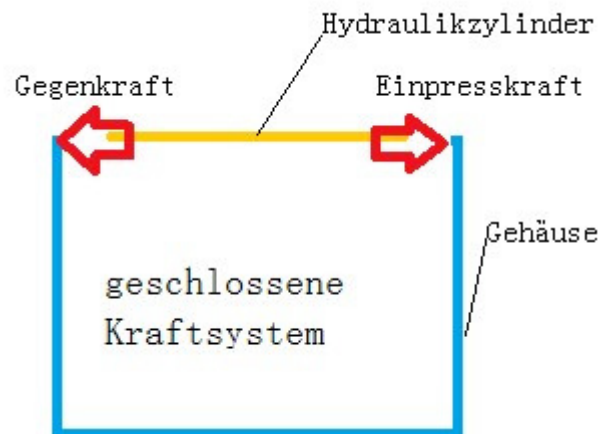 Hydraulikzylinder
Gegenkraft
Einpresskraft
Gehäuse
geschlossene
Kraftsystem